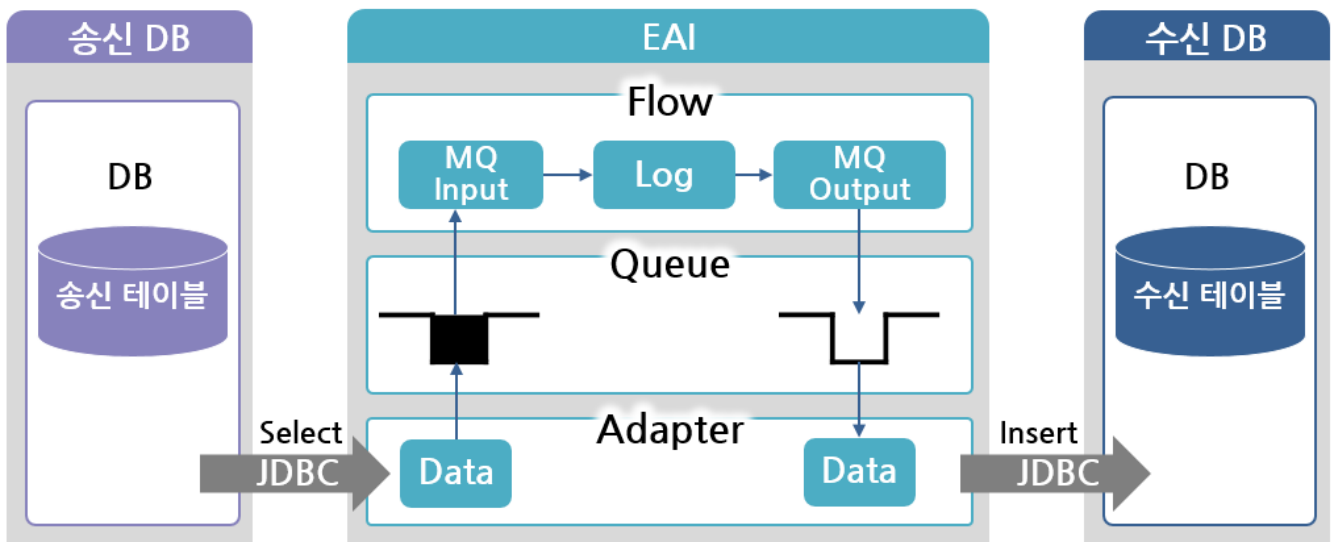 송신 DB
EAI
수신 DB
DB
송신 테이블
Flow
MQ
Input
Log
MQ
Output
Queue
Adapter
Data
Data
Select
JDBC
Insert
JDBC
DB
수신 테이블